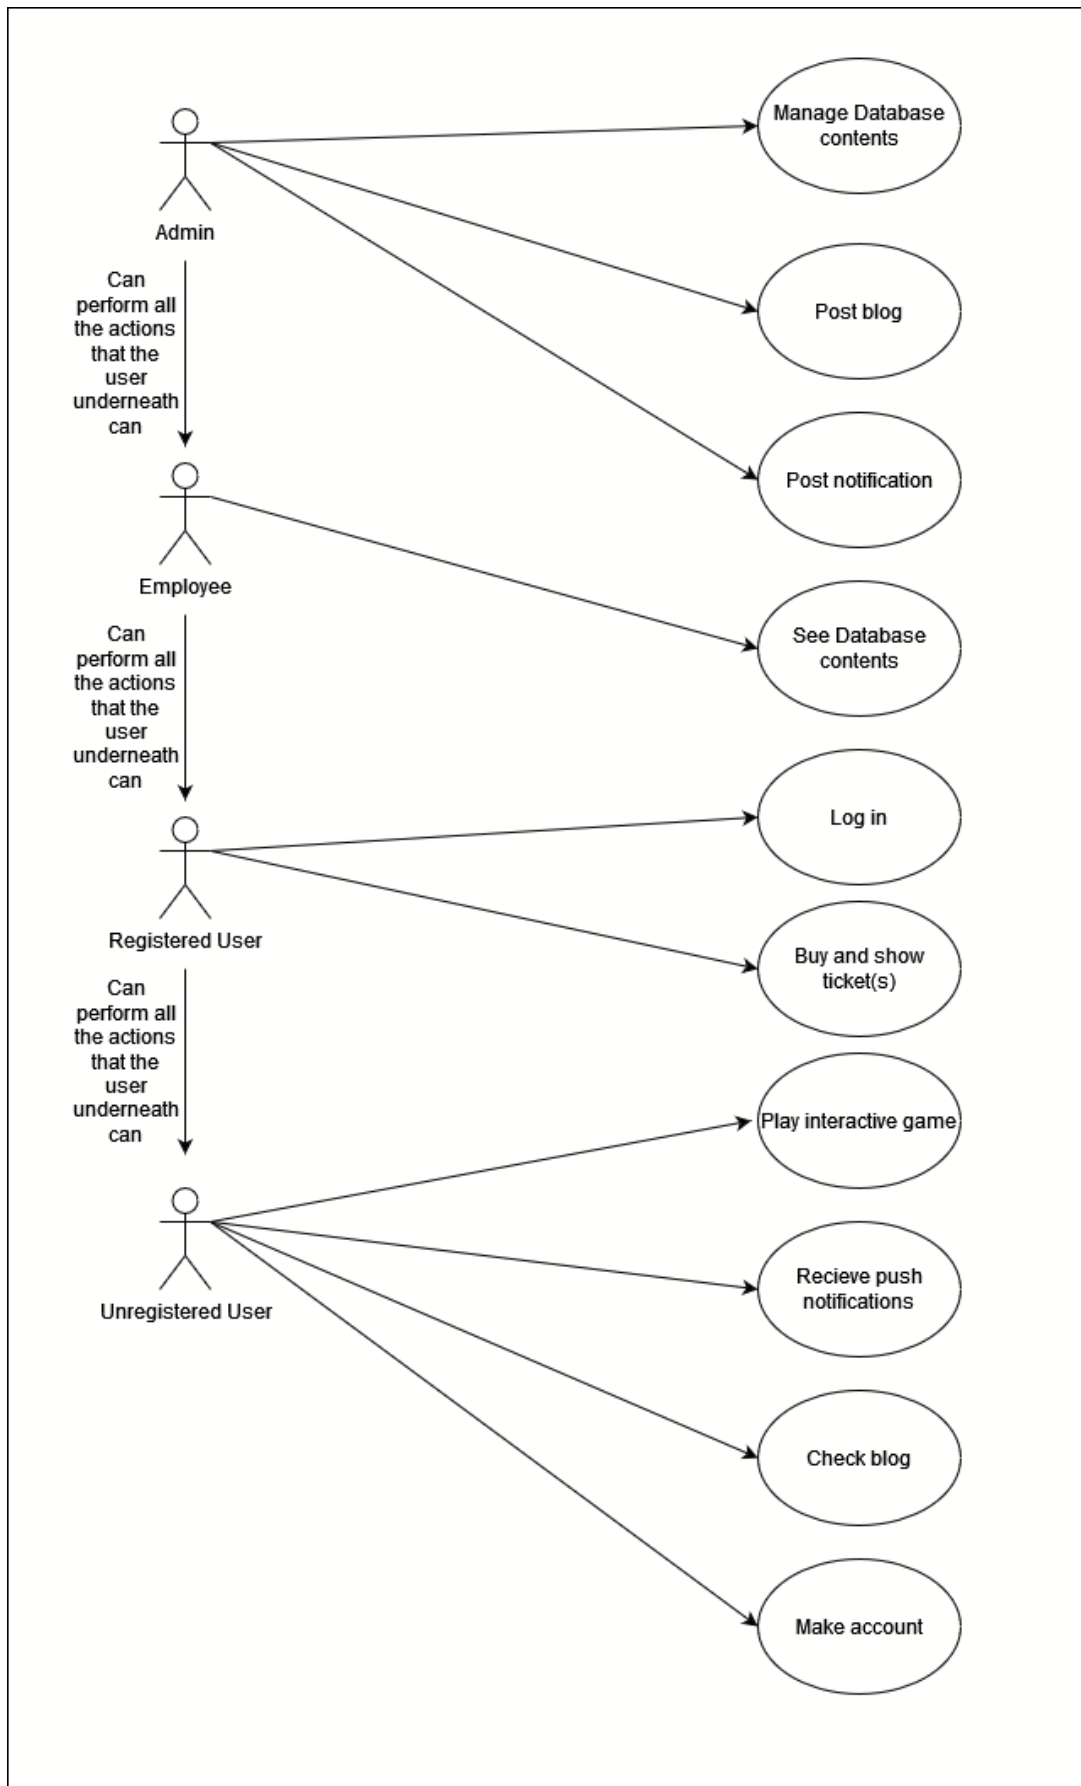 Manage Database
contents
Admin
Can
perform all
the actions
that the
user
underneath
can
Post blog
Post notification
Employee
Can
perform all
the actions
that the
user
underneath
can
See Database
contents
Log in
Registered User
Buy and show
ticket(s)
Can
perform all
the actions
that the
user
underneath
can
Play interactive game
Unregistered User
Recieve push
notifications
Check blog
Make account